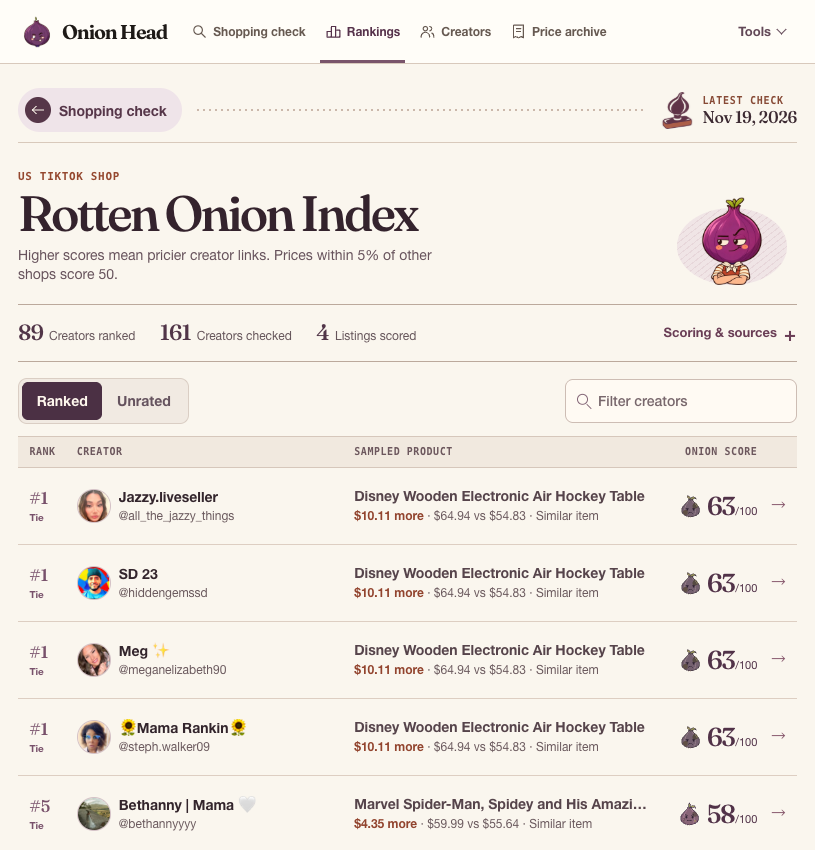 Onion Head
Shopping check
Rankings
Creators
Price archive
Tools
Shopping check
LATEST CHECK
Nov 19, 2026
US TIKTOK SHOP
Rotten Onion Index
Higher scores mean pricier creator links. Prices within 5% of other
shops score 50.
89 Creators ranked
161 Creators checked
4 Listings scored
Scoring & sources +
Ranked
Unrated
Filter creators
RANK CREATOR SAMPLED PRODUCT ONION SCORE
#1 Jazzy.liveseller Disney Wooden Electronic Air Hockey Table 63/100 →
Tie @all_the_jazzy_things $10.11 more · $64.94 vs $54.83 · Similar item
#1 SD 23 Disney Wooden Electronic Air Hockey Table 63/100 →
Tie @hiddengemssd $10.11 more · $64.94 vs $54.83 · Similar item
#1 Meg ✨ Disney Wooden Electronic Air Hockey Table 63/100 →
Tie @meganelizabeth90 $10.11 more · $64.94 vs $54.83 · Similar item
#1 🌻Mama Rankin🌻 Disney Wooden Electronic Air Hockey Table 63/100 →
Tie @steph.walker09 $10.11 more · $64.94 vs $54.83 · Similar item
#5 Bethanny | Mama 🤍 Marvel Spider-Man, Spidey and His Amazi... 58/100 →
Tie @bethannyyyy $4.35 more · $59.99 vs $55.64 · Similar item